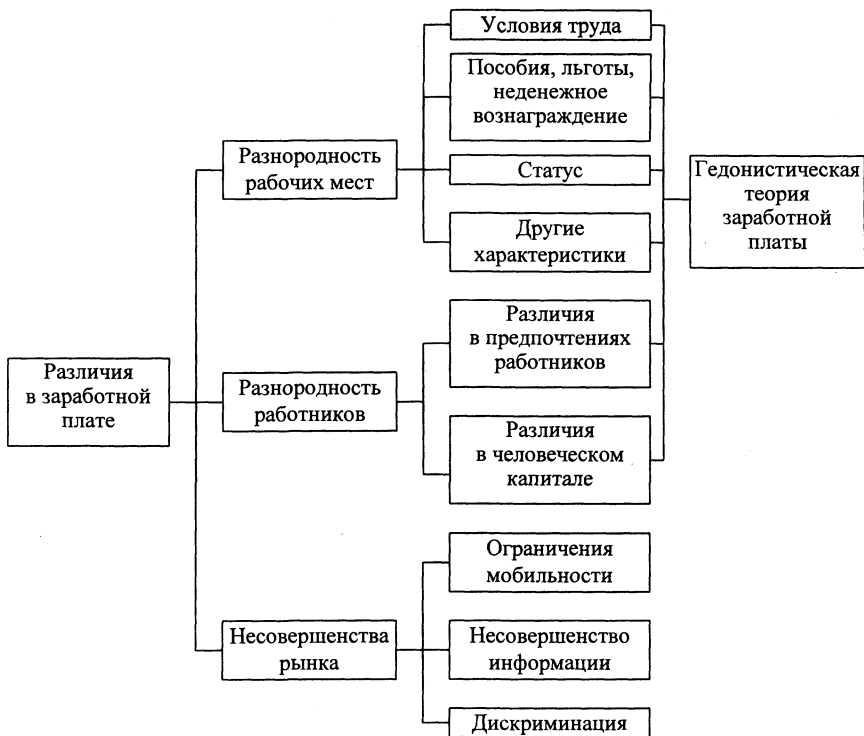 Условия труда
Пособия, льготы,
неденежное
вознаграждение
Разнородность
рабочих мест
Статус
Гедонистическая
теория
заработной
платы
Другие
характеристики
Различия
в предпочтениях
работников
Различия
в заработной
плате
Разнородность
работников
Различия
в человеческом
капитале
Ограничения
мобильности
Несовершенства
рынка
Несовершенство
информации
Дискриминация